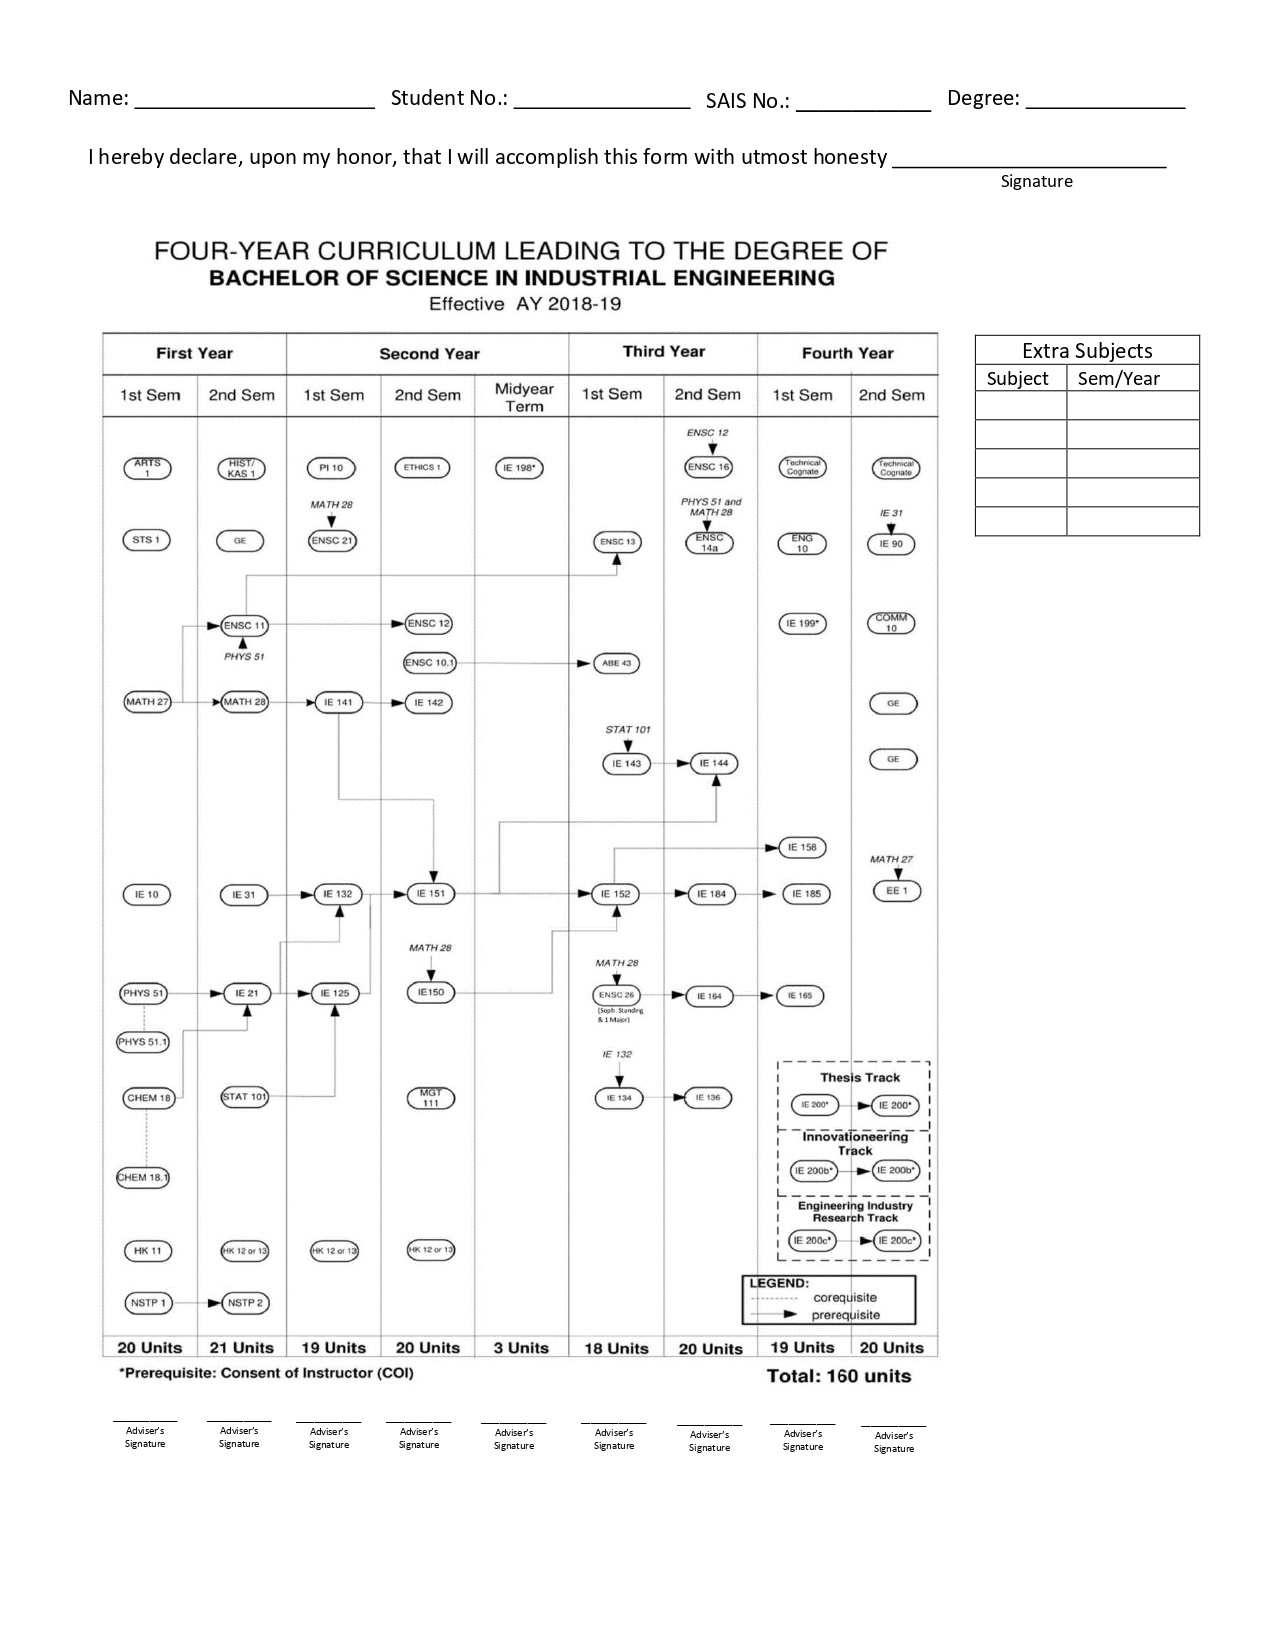 Name: ____________________ Student No.: _______________ SAIS No.: ____________ Degree: ______________
I hereby declare, upon my honor, that I will accomplish this form with utmost honesty ________________________
Signature
FOUR-YEAR CURRICULUM LEADING TO THE DEGREE OF
BACHELOR OF SCIENCE IN INDUSTRIAL ENGINEERING
Effective AY 2018-19
First Year Second Year Third Year Fourth Year
1st Sem 2nd Sem 1st Sem 2nd Sem Midyear Term 1st Sem 2nd Sem 1st Sem 2nd Sem
Extra Subjects
Subject Sem/Year
ENSC 12
ARTS 1 HIST/ KAS 1 PI 10 ETHICS 1 IE 198* ENSC 16 Technical Cognate Technical Cognate
MATH 28 PHYS 51 and MATH 28 IE 31
STS 1 GE ENSC 21 ENSC 13 ENSC 14a ENG 10 IE 90
ENSC 11 ENSC 12 IE 199* COMM 10
PHYS 51
ENSC 10.1 ABE 43
MATH 27 MATH 28 IE 141 IE 142 GE
STAT 101
IE 143 IE 144 GE
IE 158
MATH 27
IE 10 IE 31 IE 132 IE 151 IE 152 IE 184 IE 185 EE 1
MATH 28
MATH 28
PHYS 51 IE 21 IE 125 IE150 ENSC 26 IE 164 IE 165
(Soph. Standing
& 1 Major)
PHYS 51.1
IE 132
CHEM 18 STAT 101 MGT 111 IE 134 IE 136
Thesis Track
IE 200* IE 200*
Innovationeering
Track
IE 200b* IE 200b*
CHEM 18.1
Engineering Industry
Research Track
IE 200c* IE 200c*
HK 11 HK 12 or 13 HK 12 or 13 HK 12 or 13
LEGEND:
corequisite
prerequisite
NSTP 1 NSTP 2
20 Units 21 Units 19 Units 20 Units 3 Units 18 Units 20 Units 19 Units 20 Units
*Prerequisite: Consent of Instructor (COI) Total: 160 units
Adviser's Adviser's Adviser's Adviser's Adviser's Adviser's Adviser's Adviser's Adviser's
Signature Signature Signature Signature Signature Signature Signature Signature Signature